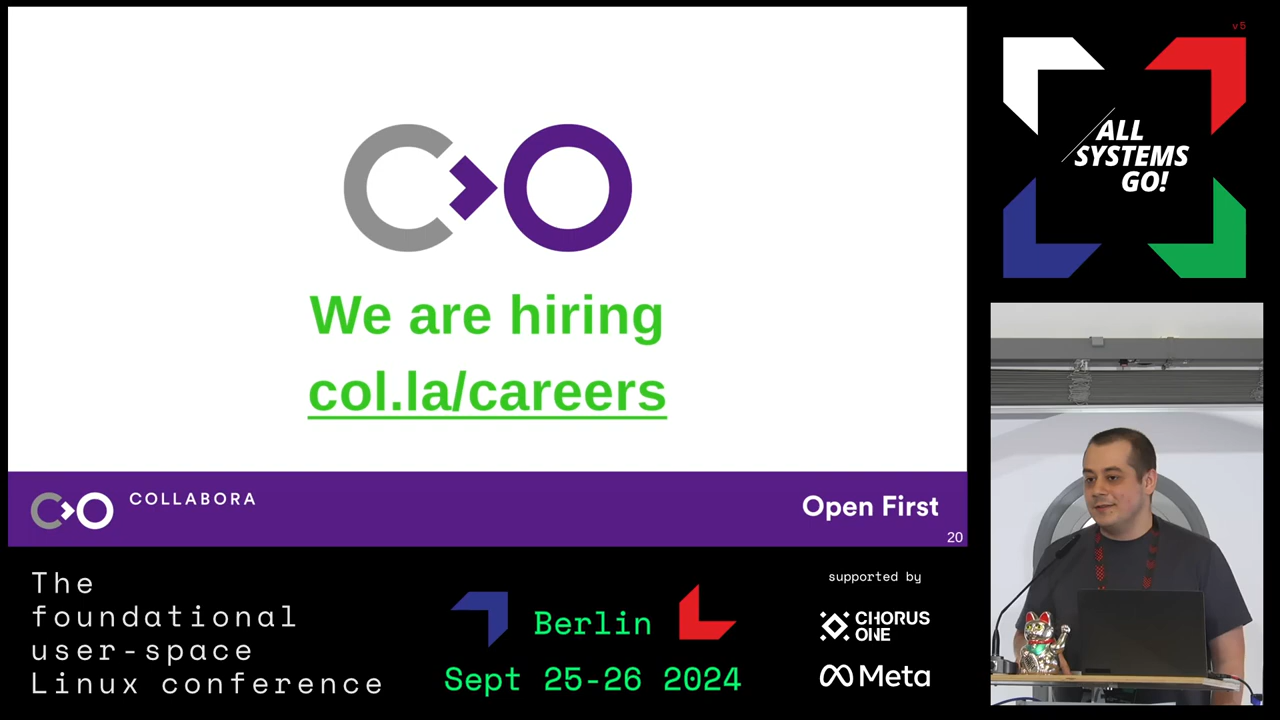 We are hiring
col.la/careers
COLLABORA
Open First
20
v5
ALL
SYSTEMS
GO!
The
foundational
user-space
Linux conference
Berlin
Sept 25-26 2024
supported by
CHORUS
ONE
Meta